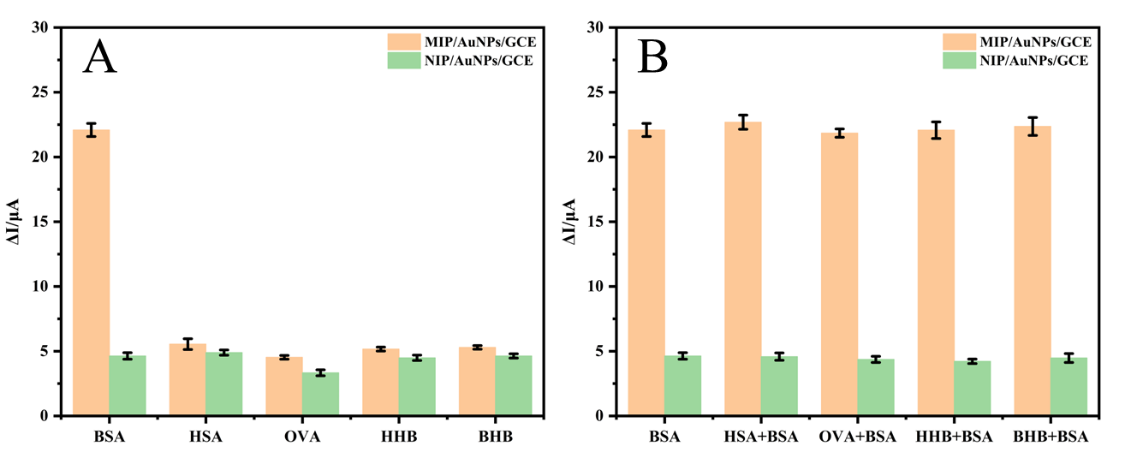 A
MIP/AuNPs/GCE
NIP/AuNPs/GCE
30
25
20
15
10
5
0
ΔI/μA
BSA HSA OVA HHB BHB
B
MIP/AuNPs/GCE
NIP/AuNPs/GCE
30
25
20
15
10
5
0
ΔI/μA
BSA HSA+BSA OVA+BSA HHB+BSA BHB+BSA